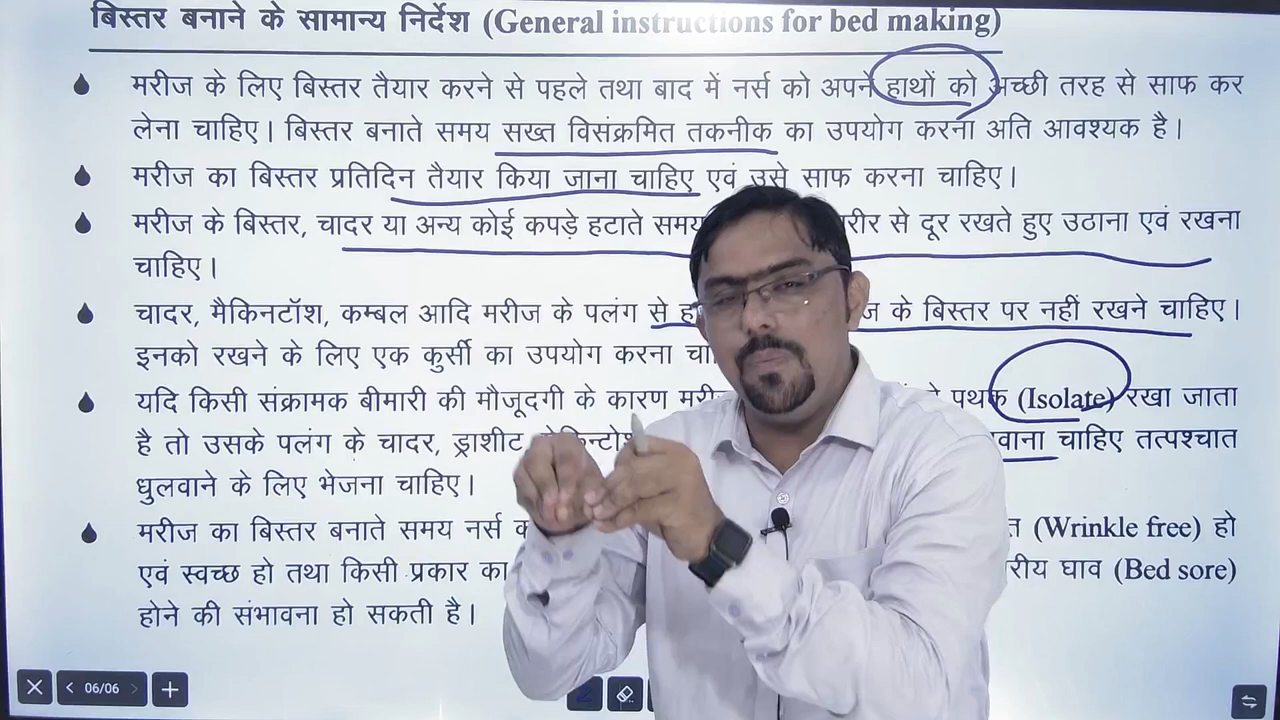 बिस्तर बनाने के सामान्य निर्देश (General instructions for bed making)
मरीज के लिए बिस्तर तैयार करने से पहले तथा बाद में नर्स को अपने हाथों को अच्छी तरह से साफ कर
लेना चाहिए। बिस्तर बनाते समय सख्त विसंक्रमित तकनीक का उपयोग करना अति आवश्यक है।
मरीज का बिस्तर प्रतिदिन तैयार किया जाना चाहिए एवं उसे साफ करना चाहिए।
मरीज के बिस्तर, चादर या अन्य कोई कपड़े हटाते समय से दूर रखते हुए उठाना एवं रखना
चाहिए।
चादर, मैकिनटॉश, कम्बल आदि मरीज के पलंग से के बिस्तर पर नहीं रखने चाहिए।
इनको रखने के लिए एक कुर्सी का उपयोग करना
यदि किसी संक्रामक बीमारी की मौजूदगी के कारण पृथक (Isolate) रखा जाता
है तो उसके पलंग के चादर, ड्राशीट, चाहिए तत्पश्चात
धुलवाने के लिए भेजना चाहिए।
मरीज का बिस्तर बनाते समय नर्स (Wrinkle free) हो
एवं स्वच्छ हो तथा किसी प्रकार का घाव (Bed sore)
होने की संभावना हो सकती है।
06/06